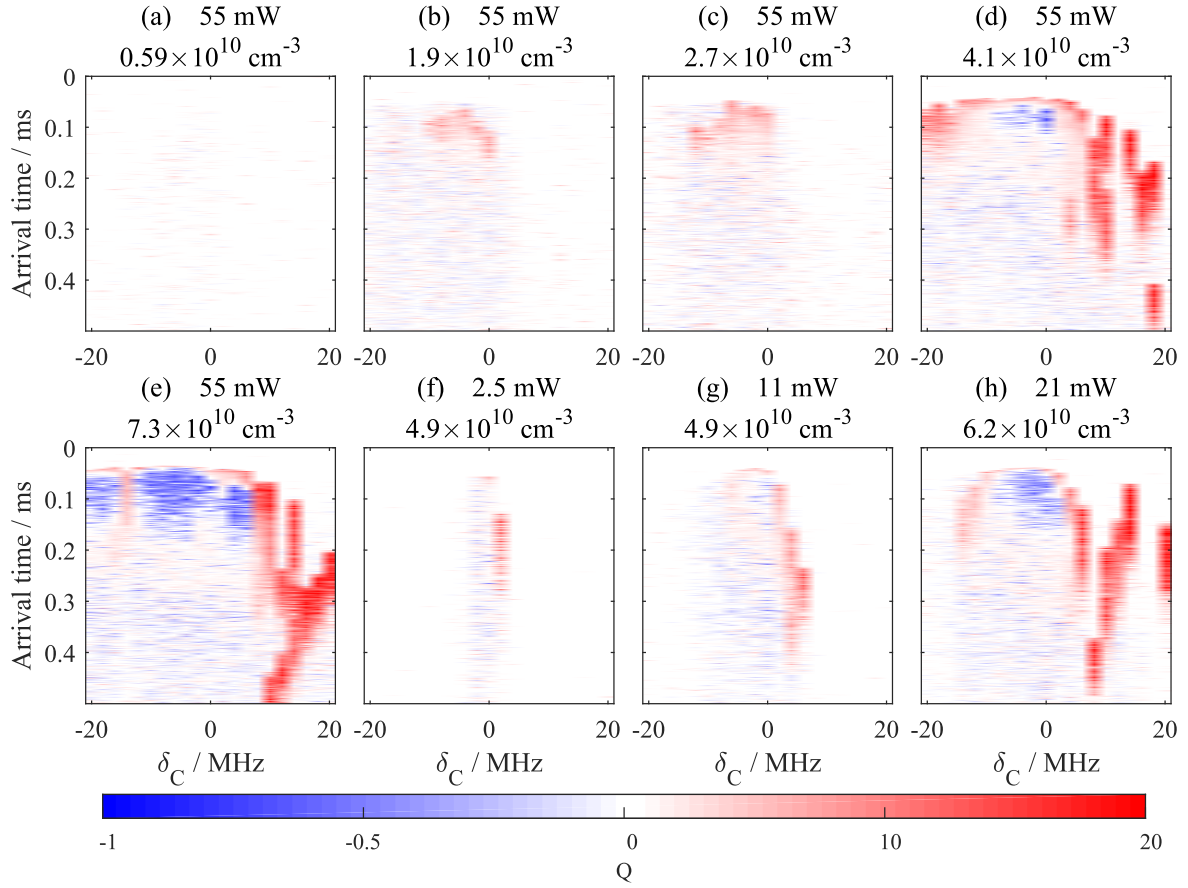 (a) 55 mW
0.59×10^10 cm^-3
(b) 55 mW
1.9×10^10 cm^-3
(c) 55 mW
2.7×10^10 cm^-3
(d) 55 mW
4.1×10^10 cm^-3
Arrival time / ms
0
0.1
0.2
0.3
0.4
-20 0 20
-20 0 20
-20 0 20
-20 0 20
(e) 55 mW
7.3×10^10 cm^-3
(f) 2.5 mW
4.9×10^10 cm^-3
(g) 11 mW
4.9×10^10 cm^-3
(h) 21 mW
6.2×10^10 cm^-3
Arrival time / ms
0
0.1
0.2
0.3
0.4
-20 0 20
-20 0 20
-20 0 20
-20 0 20
δ_C / MHz
δ_C / MHz
δ_C / MHz
δ_C / MHz
-1 -0.5 0 10 20
Q